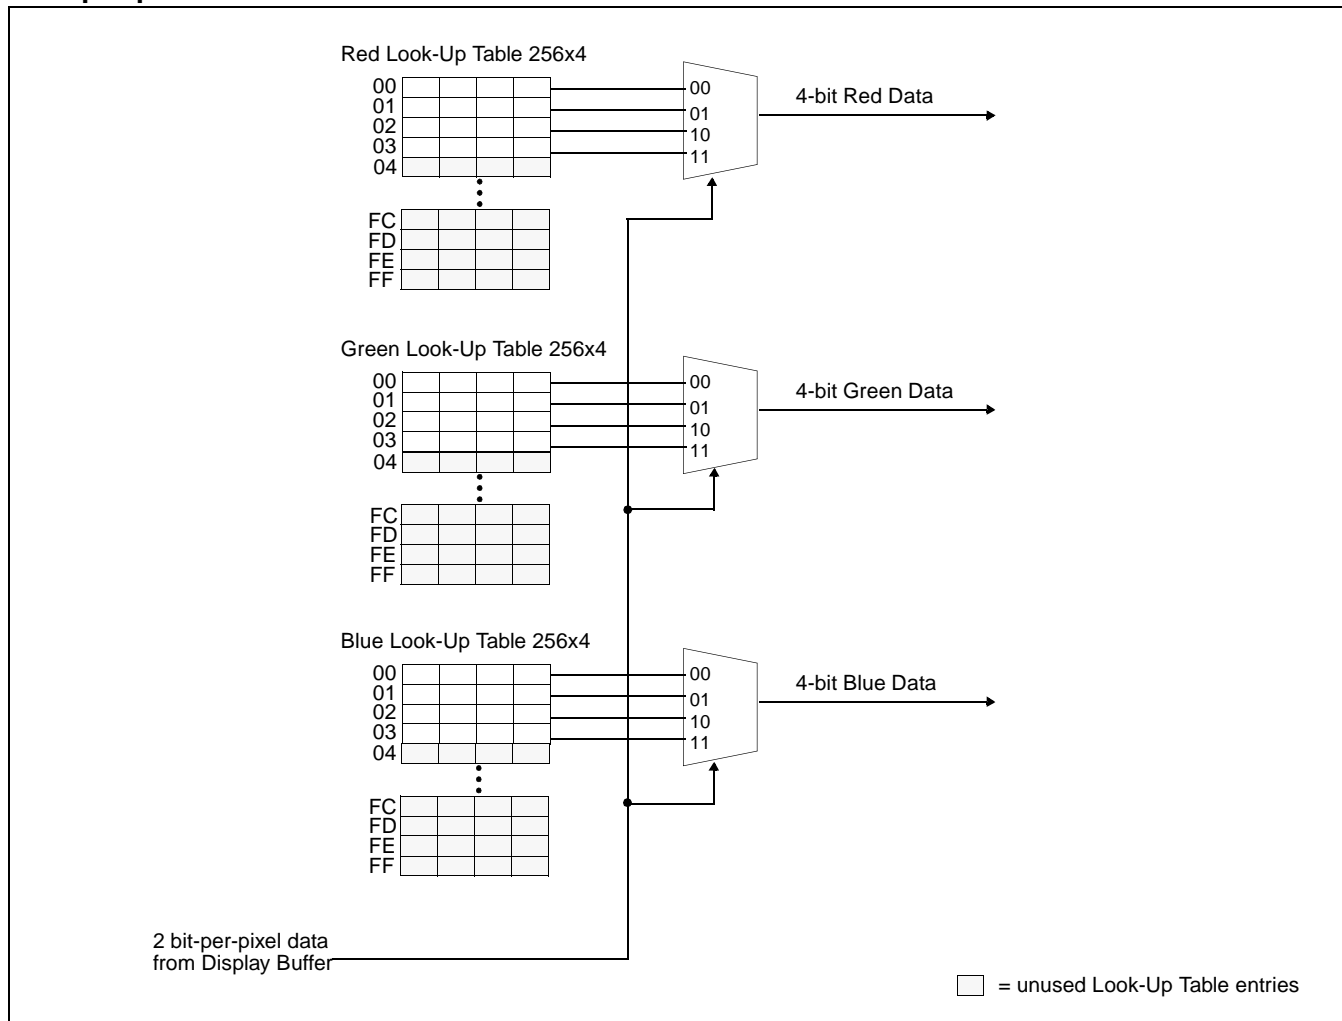 Red Look-Up Table 256x4
00
01
02
03
04
FC
FD
FE
FF
00
01
10
11
4-bit Red Data
Green Look-Up Table 256x4
00
01
02
03
04
FC
FD
FE
FF
00
01
10
11
4-bit Green Data
Blue Look-Up Table 256x4
00
01
02
03
04
FC
FD
FE
FF
00
01
10
11
4-bit Blue Data
2 bit-per-pixel data
from Display Buffer
= unused Look-Up Table entries